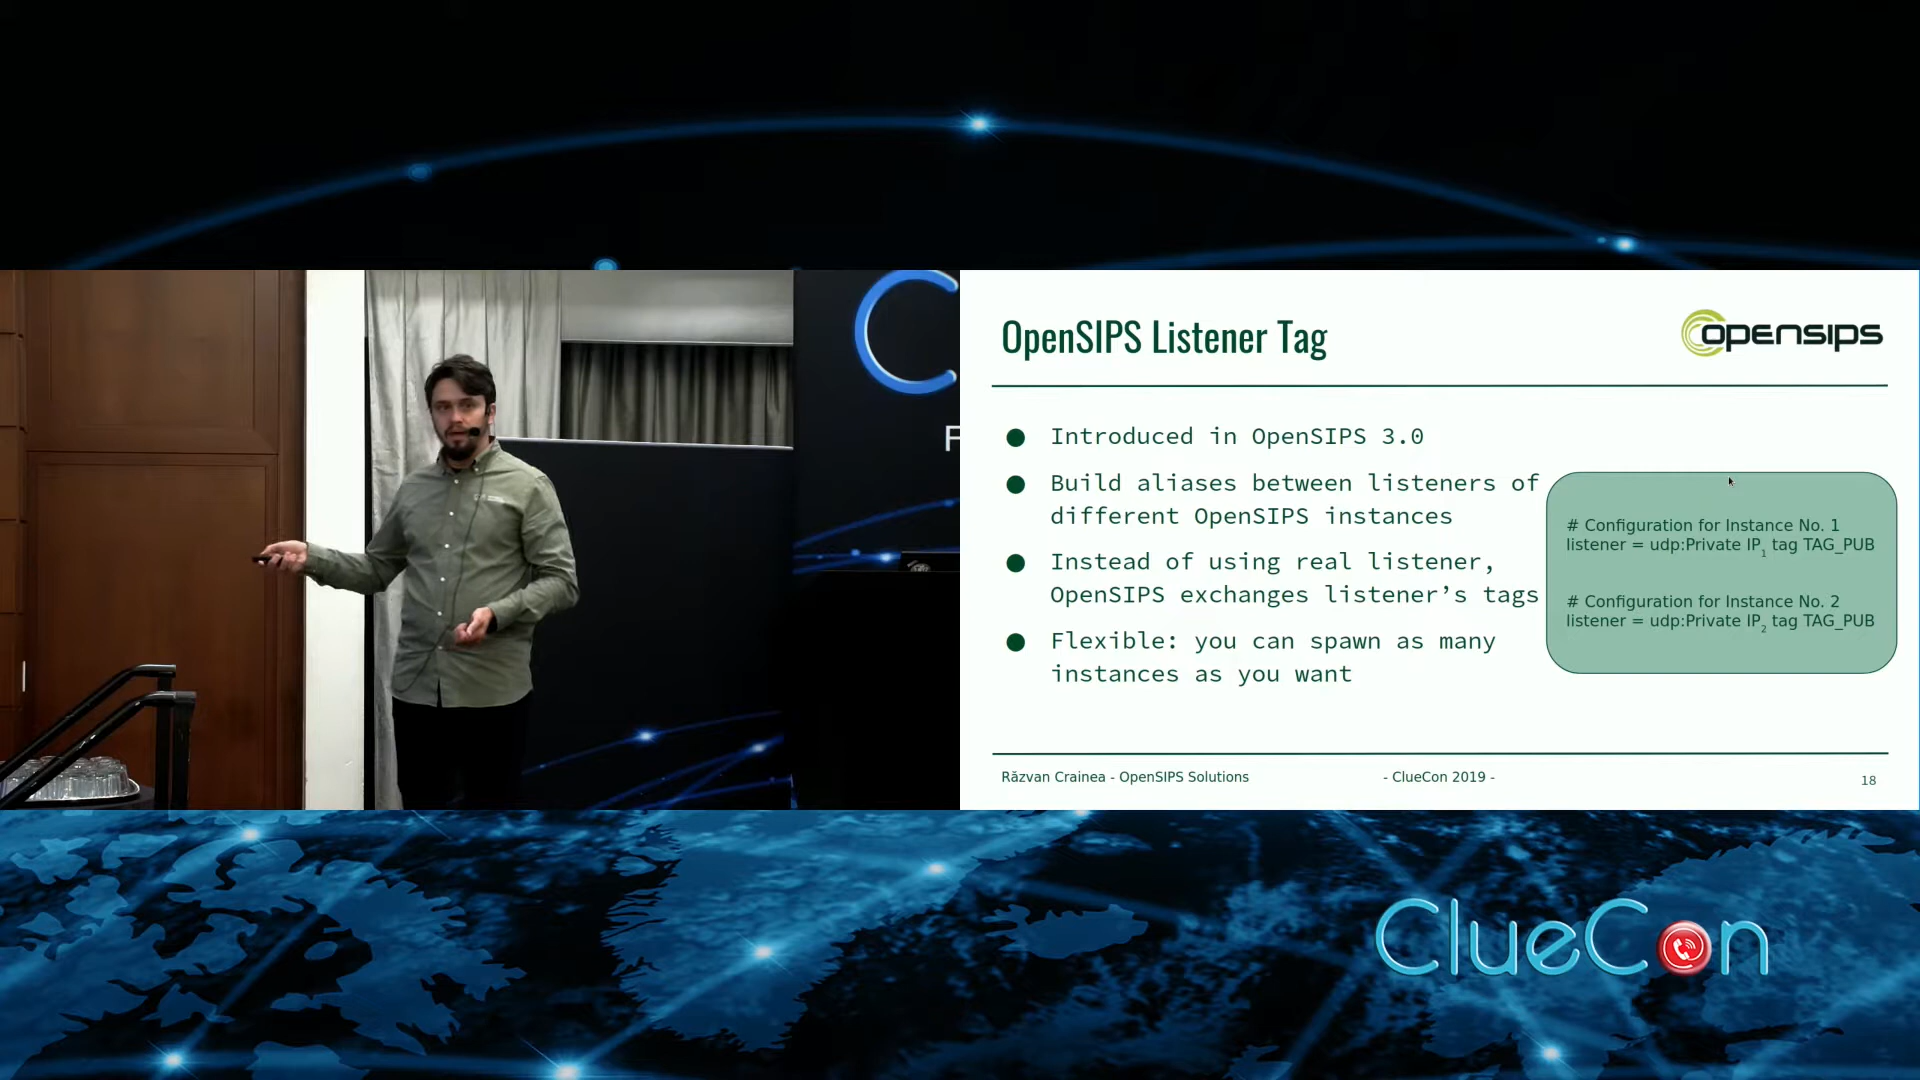 OpenSIPS Listener Tag
opensips
Introduced in OpenSIPS 3.0
Build aliases between listeners of
different OpenSIPS instances
Instead of using real listener,
OpenSIPS exchanges listener’s tags
Flexible: you can spawn as many
instances as you want
# Configuration for Instance No. 1
listener = udp:Private IP1 tag TAG_PUB
# Configuration for Instance No. 2
listener = udp:Private IP2 tag TAG_PUB
Răzvan Crainea - OpenSIPS Solutions
- ClueCon 2019 -
18
C
F
ClueCon